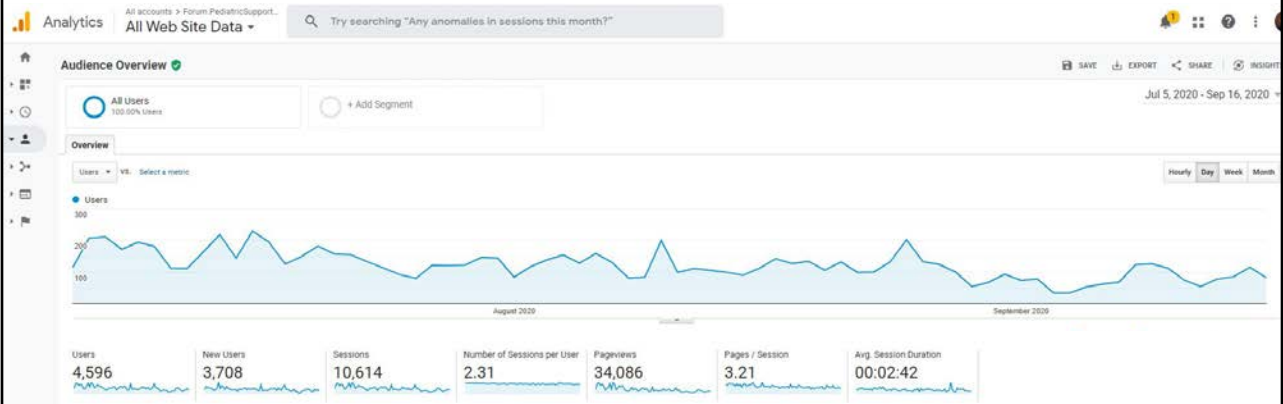 Analytics
All accounts > Forum.PediatricSupport...
All Web Site Data
Try searching "Any anomalies in sessions this month?"
1
Audience Overview
SAVE
EXPORT
SHARE
INSIGHT
All Users
100.00% Users
+ Add Segment
Jul 5, 2020 - Sep 16, 2020
Overview
Users
VS.
Select a metric
Hourly
Day
Week
Month
Users
300
200
100
August 2020
September 2020
Users
4,596
New Users
3,708
Sessions
10,614
Number of Sessions per User
2.31
Pageviews
34,086
Pages / Session
3.21
Avg. Session Duration
00:02:42